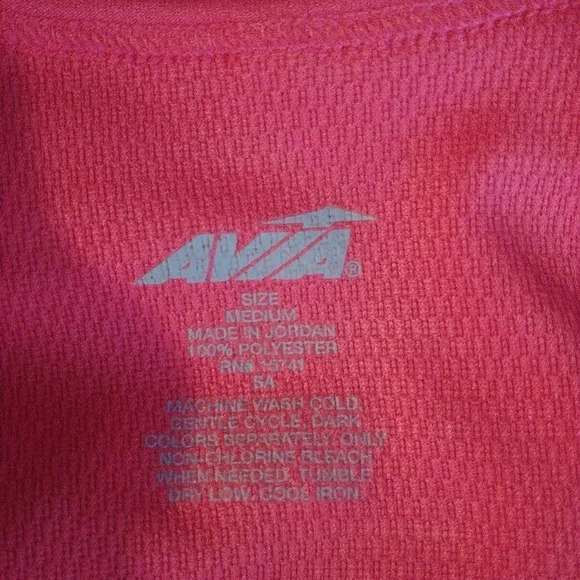 AVIA®
SIZE
MEDIUM
MADE IN JORDAN
100% POLYESTER
RN# 15741
SA
MACHINE WASH COLD,
GENTLE CYCLE, DARK
COLORS SEPARATELY, ONLY
NON-CHLORINE BLEACH
WHEN NEEDED, TUMBLE
DRY LOW, COOL IRON.